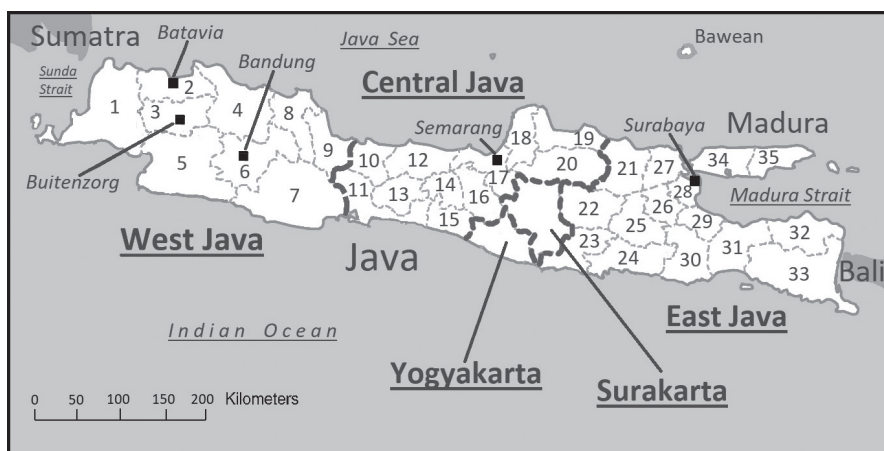 Sumatra
Batavia
Java Sea
Bawean
Sunda
Strait
Bandung
Central Java
1
2
3
4
5
6
7
8
9
Semarang
Surabaya
Madura
10
11
12
13
14
15
16
17
18
19
20
21
22
23
24
25
26
27
28
29
30
31
32
33
34
35
Buitenzorg
Madura Strait
West Java
Java
Bali
Indian Ocean
East Java
Yogyakarta
Surakarta
0 50 100 150 200 Kilometers